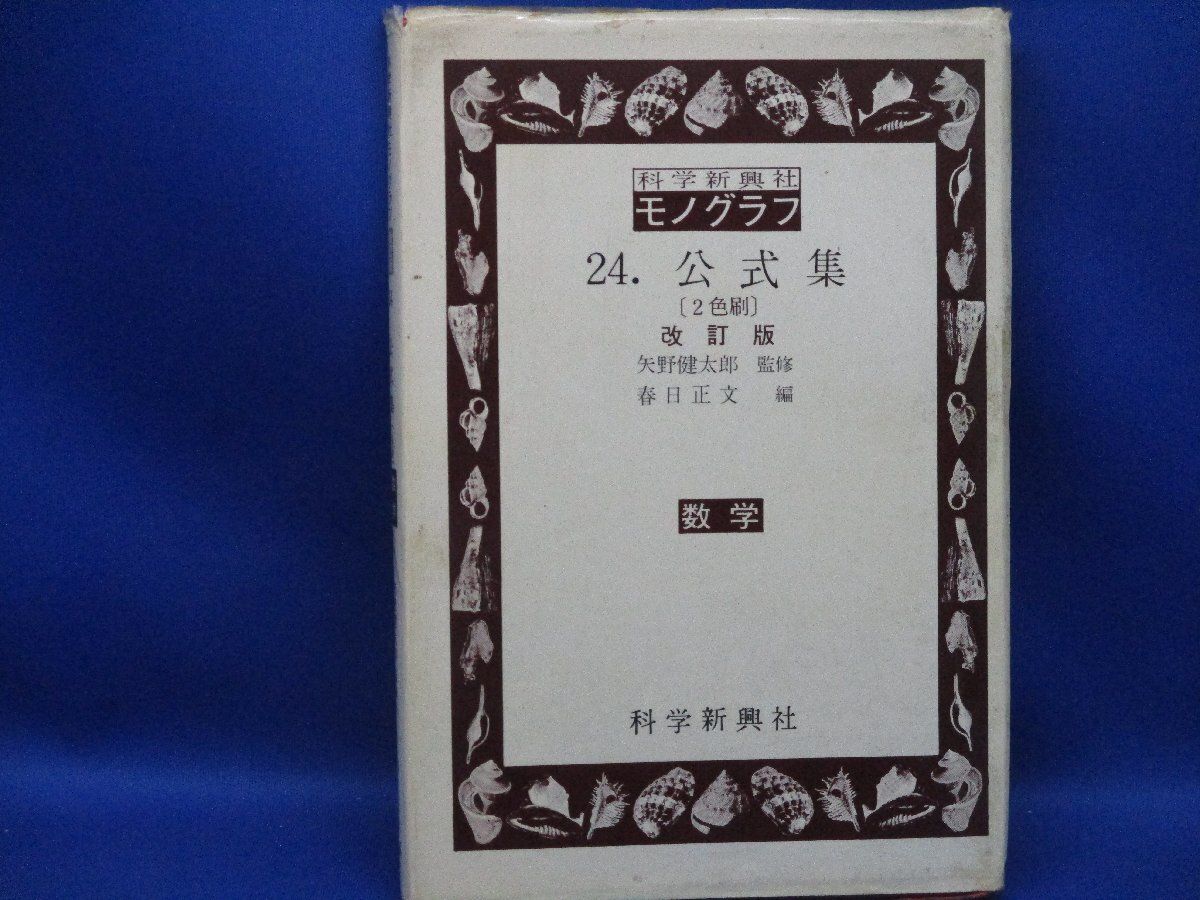 科学新興社
モノグラフ
24. 公式集
〔2色刷〕
改訂版
矢野健太郎 監修
春日正文 編
数学
科学新興社